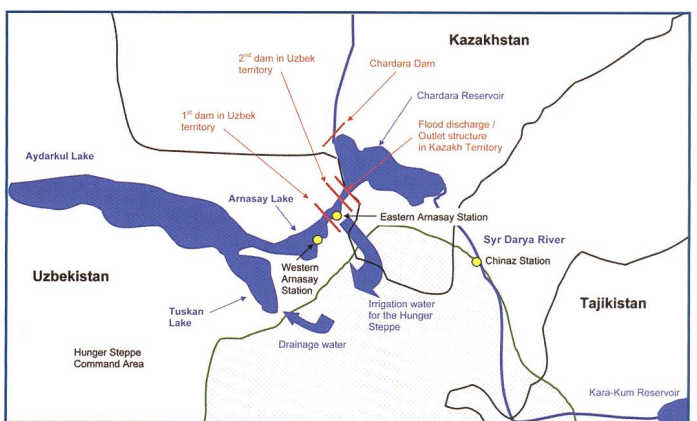 Kazakhstan
2nd dam in Uzbek
territory
Chardara Dam
Chardara Reservoir
1st dam in Uzbek
territory
Flood discharge /
Outlet structure
in Kazakh Territory
Aydarkul Lake
Arnasay Lake
Eastern Arnasay Station
Syr Darya River
Chinaz Station
Western
Arnasay
Station
Uzbekistan
Tajikistan
Tuskan
Lake
Irrigation water
for the Hunger
Steppe
Drainage water
Hunger Steppe
Command Area
Kara-Kum Reservoir